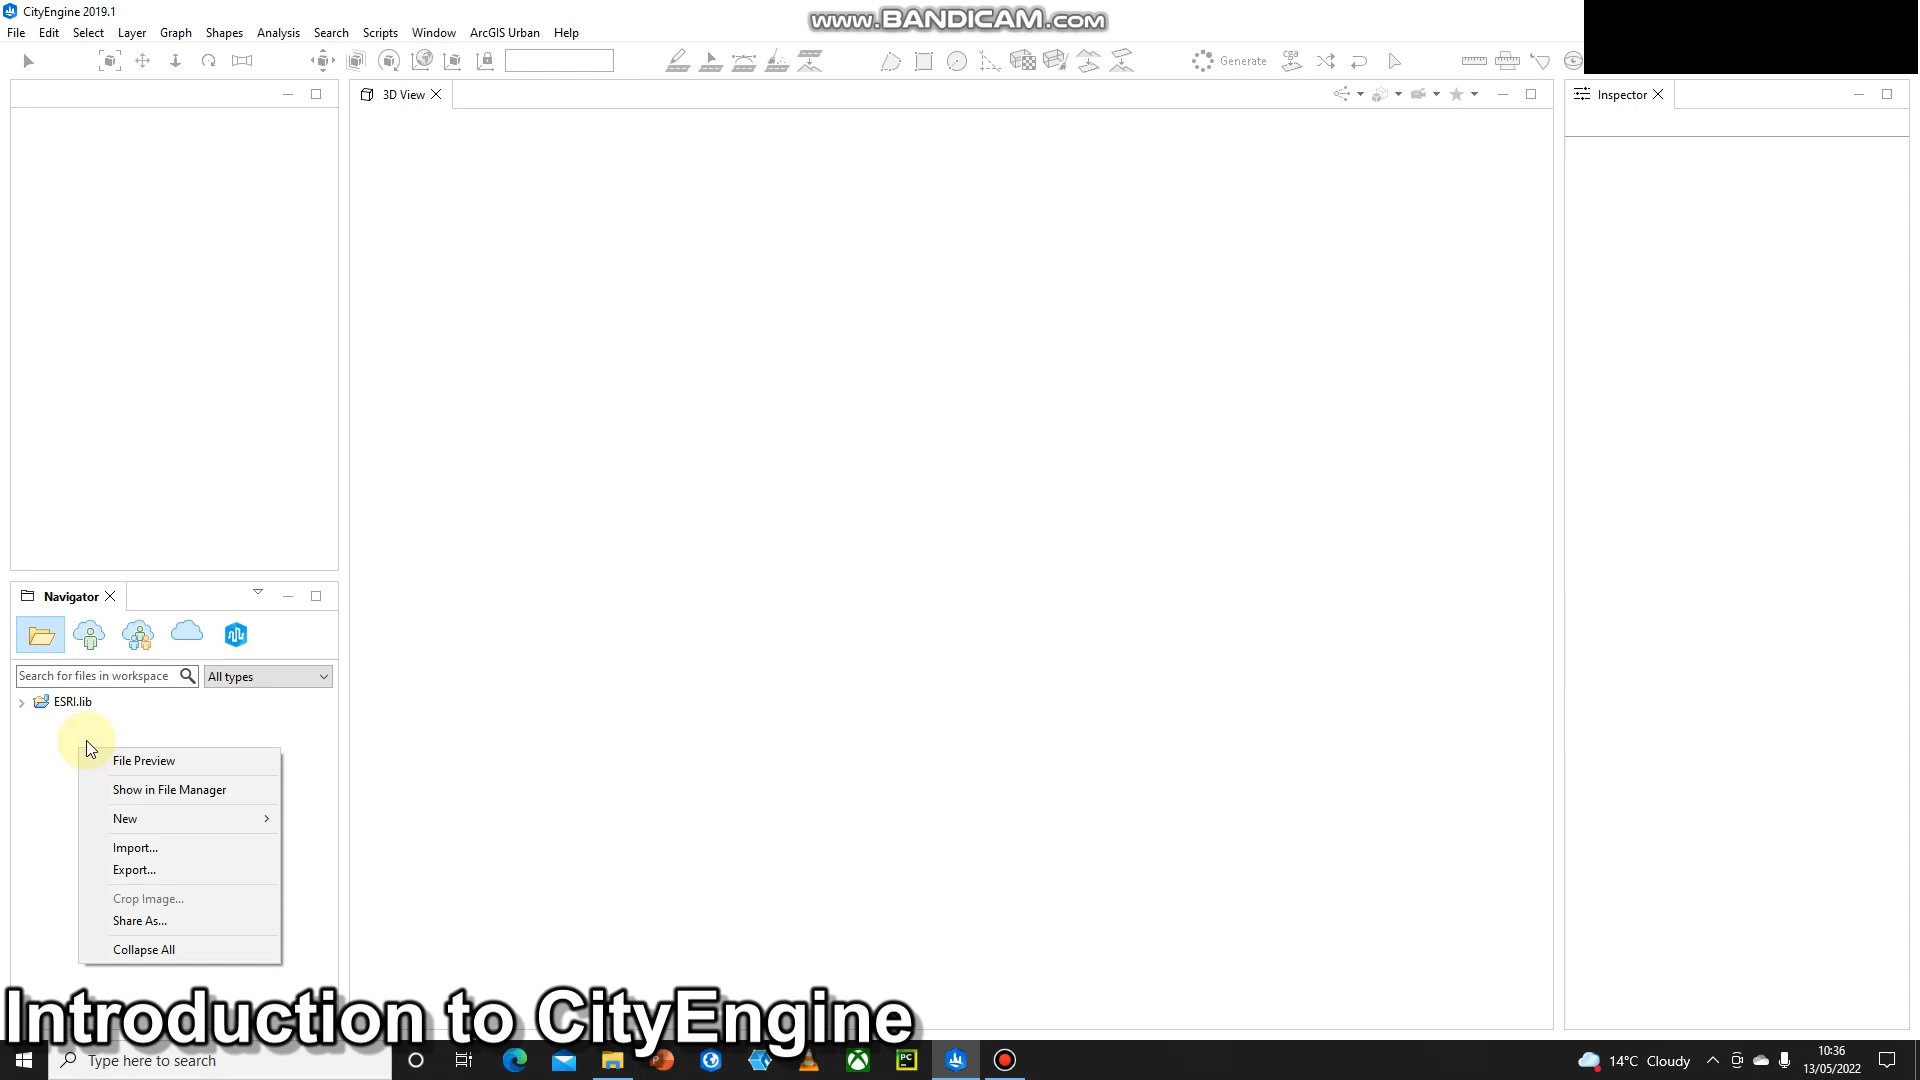 CityEngine 2019.1
www.BANDICAM.com
File Edit Select Layer Graph Shapes Analysis Search Scripts Window ArcGIS Urban Help
Generate
cga
3D View
Inspector
Navigator
Search for files in workspace
All types
ESRI.lib
File Preview
Show in File Manager
New
Import...
Export...
Crop Image...
Share As...
Collapse All
Introduction to CityEngine
Type here to search
PC
14°C Cloudy
10:36
13/05/2022